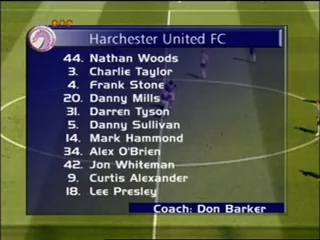 Harchester United FC
44. Nathan Woods
3. Charlie Taylor
4. Frank Stone
20. Danny Mills
31. Darren Tyson
5. Danny Sullivan
14. Mark Hammond
34. Alex O'Brien
42. Jon Whiteman
9. Curtis Alexander
18. Lee Presley
Coach: Don Barker